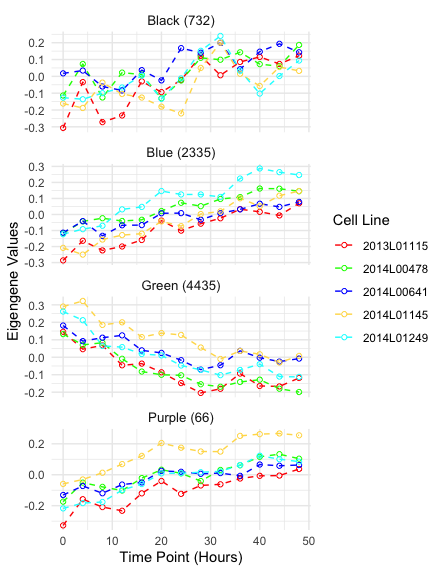 Black (732)
0.2
0.1
0.0
-0.1
-0.2
-0.3
Blue (2335)
0.3
0.2
0.1
0.0
-0.1
-0.2
-0.3
Green (4435)
0.3
0.2
0.1
0.0
-0.1
-0.2
Purple (66)
0.2
0.0
-0.2
0 10 20 30 40 50
Time Point (Hours)
Eigengene Values
Cell Line
2013L01115
2014L00478
2014L00641
2014L01145
2014L01249